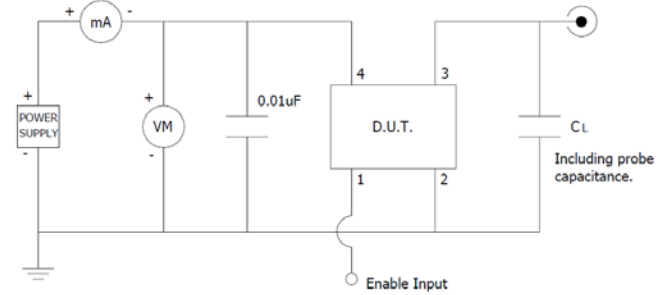 + mA -
+
POWER
SUPPLY
-
+
VM
-
0.01uF
4
3
D.U.T.
1
2
CL
Including probe
capacitance.
Enable Input